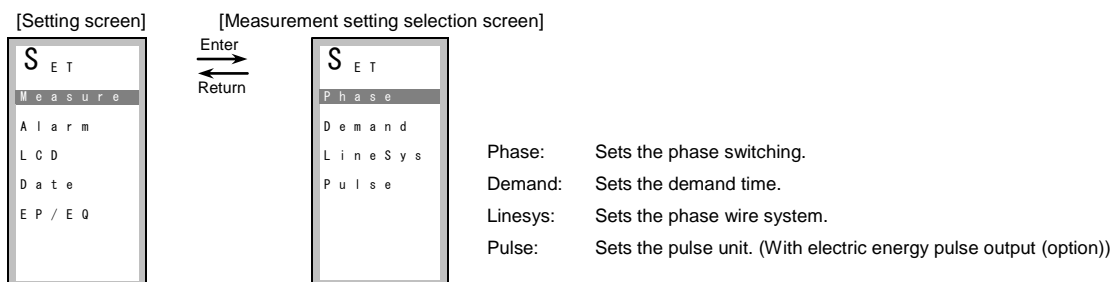 [Setting screen] [Measurement setting selection screen]
Enter
Return
SET
Measure
Alarm
LCD
Date
EP/EQ
SET
Phase
Demand
LineSys
Pulse
Phase: Sets the phase switching.
Demand: Sets the demand time.
Linesys: Sets the phase wire system.
Pulse: Sets the pulse unit. (With electric energy pulse output (option))